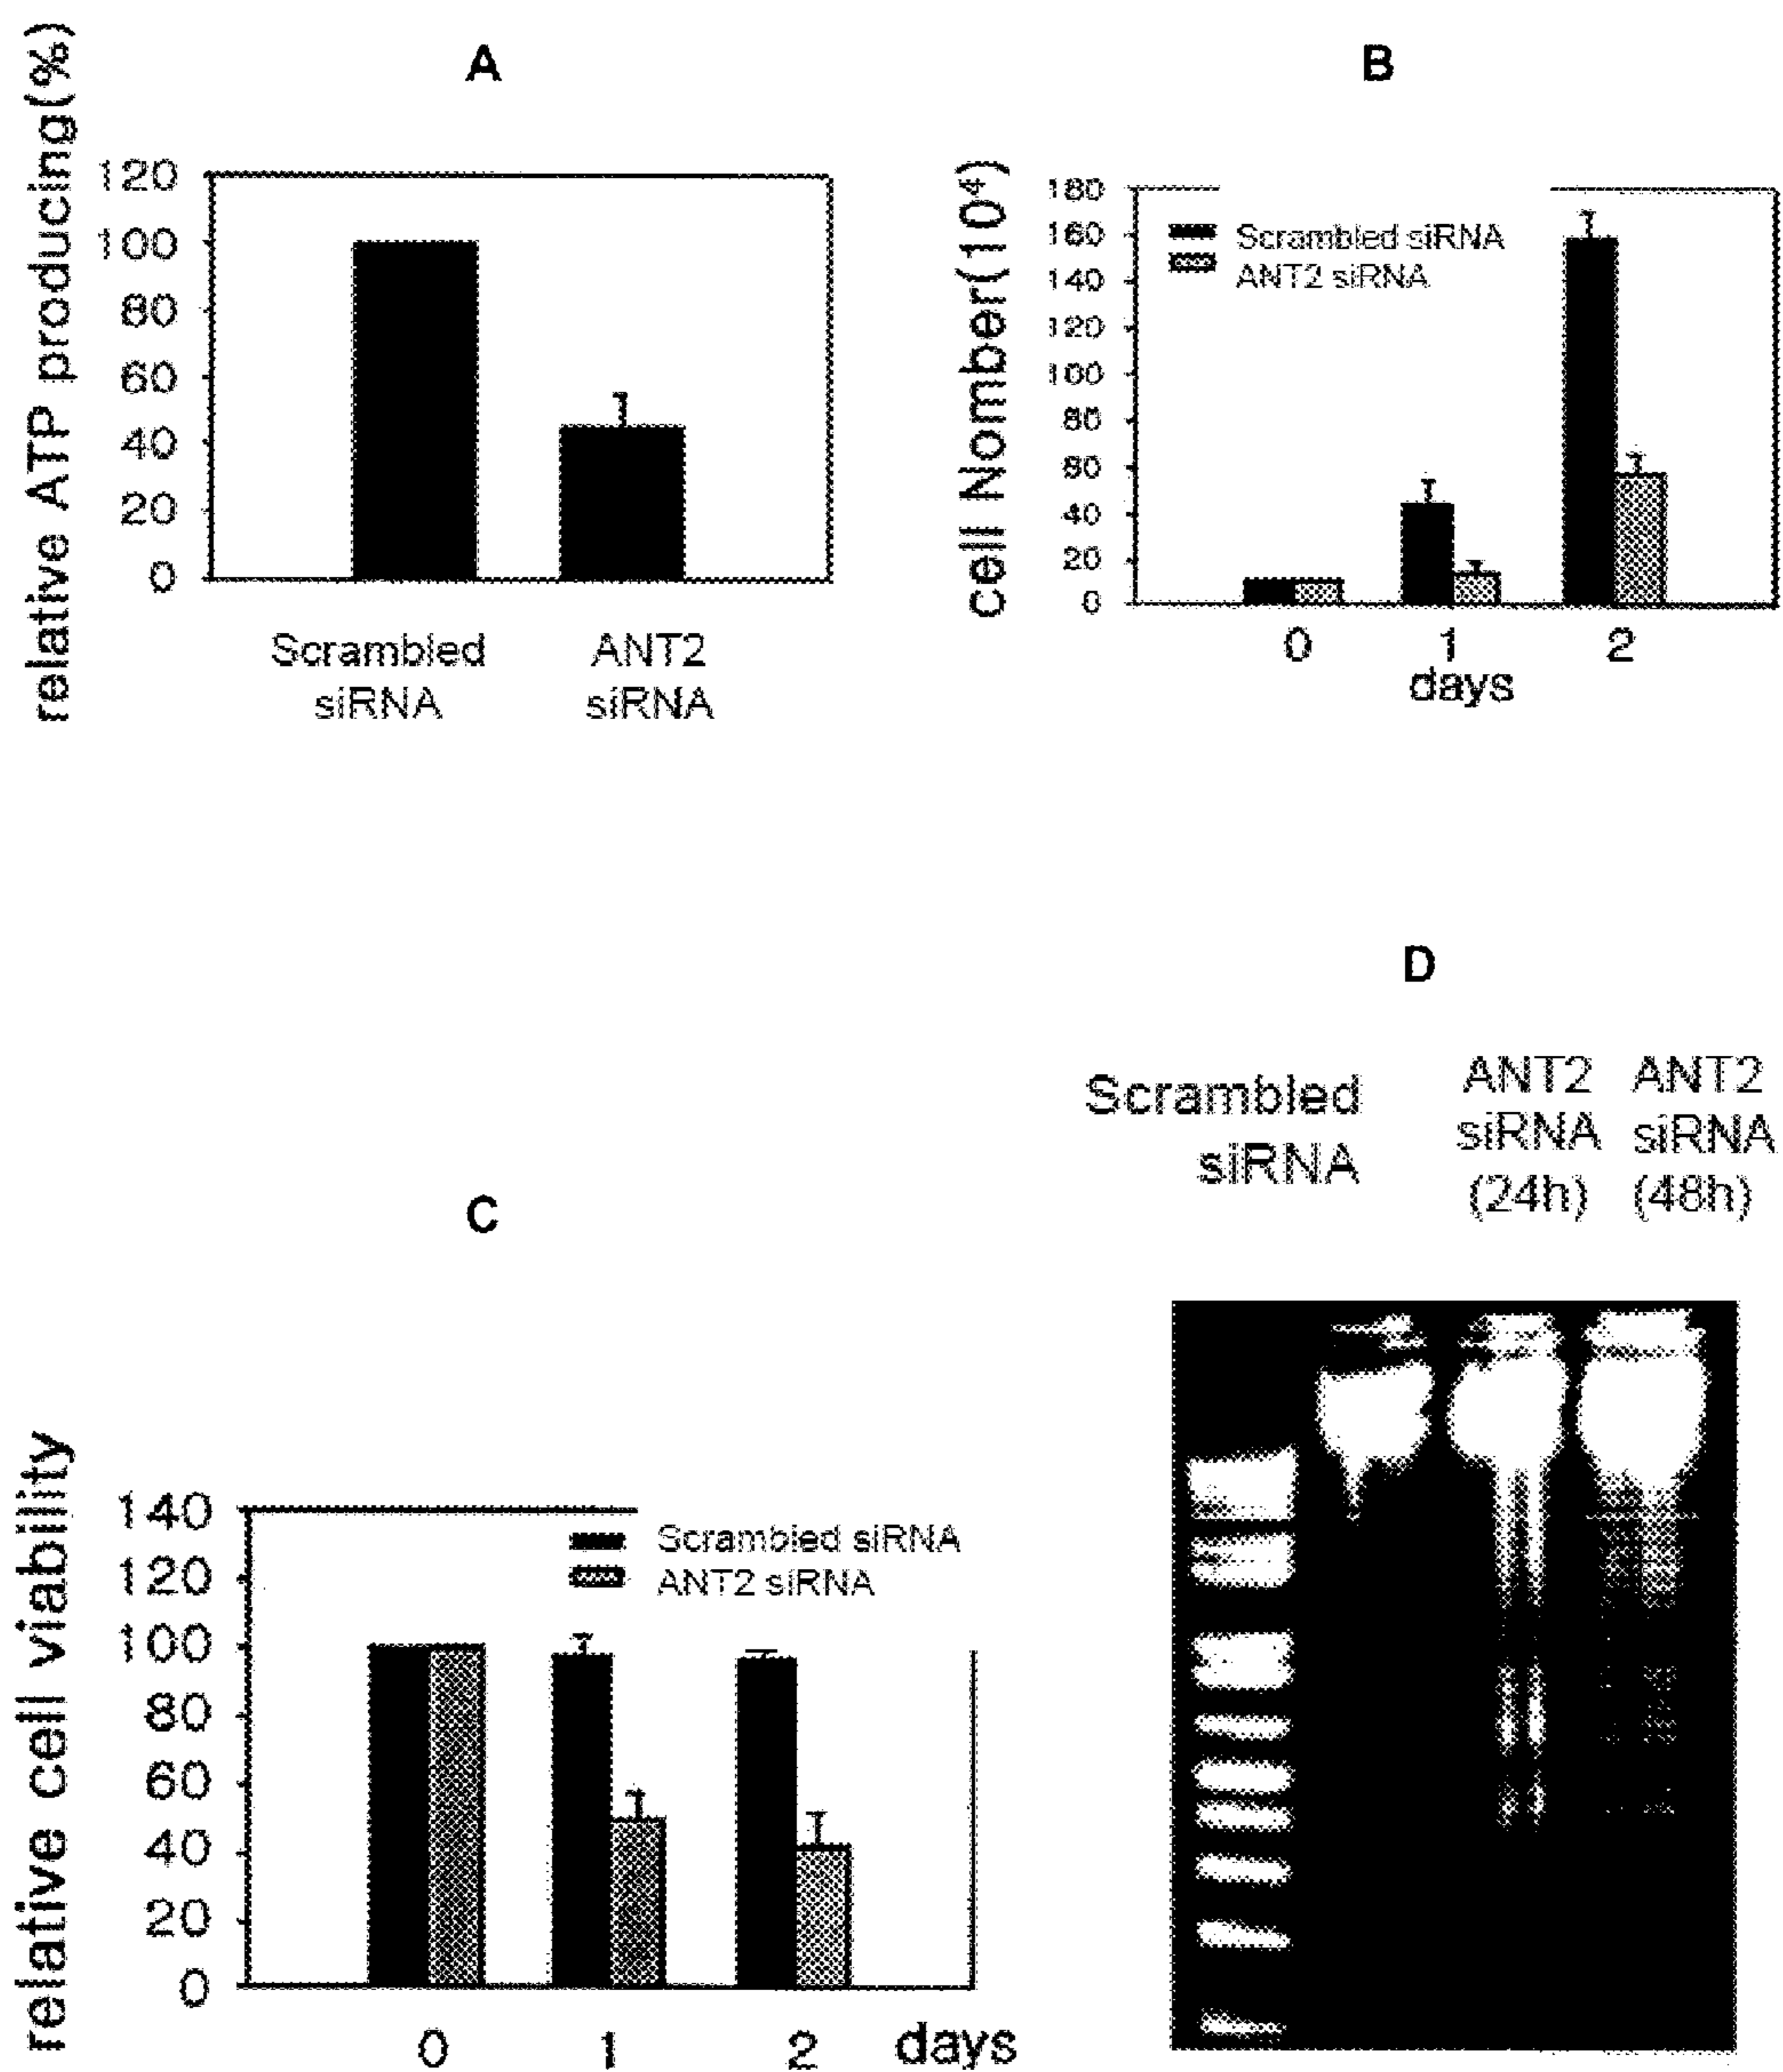 A
relative ATP producing(%)
120
100
80
60
40
20
0
Scrambled
siRNA
ANT2
siRNA
B
cell Nomber(10⁴)
180
160
140
120
100
80
80
40
20
0
Scrambled siRNA
ANT2 siRNA
0
1
2
days
C
relative cell viability
140
120
100
80
60
40
20
0
Scrambled siRNA
ANT2 siRNA
0
1
2
days
D
Scrambled
siRNA
ANT2
siRNA
(24h)
ANT2
siRNA
(48h)